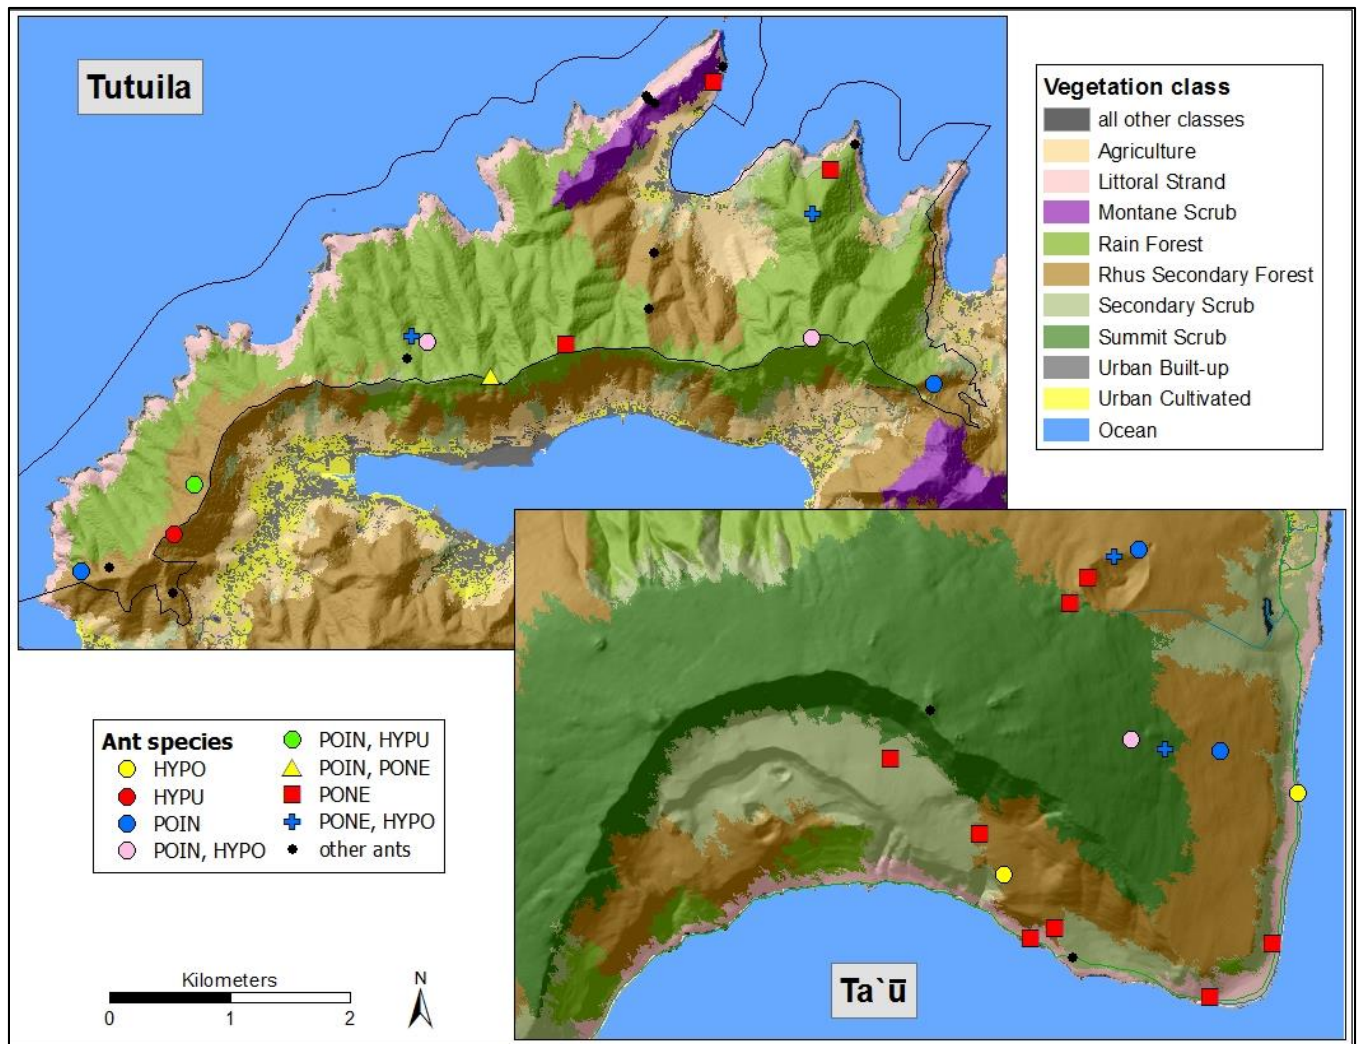 Tutuila
Vegetation class
all other classes
Agriculture
Littoral Strand
Montane Scrub
Rain Forest
Rhus Secondary Forest
Secondary Scrub
Summit Scrub
Urban Built-up
Urban Cultivated
Ocean
Ant species
HYPO
HYPU
POIN
POIN, HYPO
POIN, HYPU
POIN, PONE
PONE
PONE, HYPO
other ants
Kilometers
0 1 2
N
Ta`ū